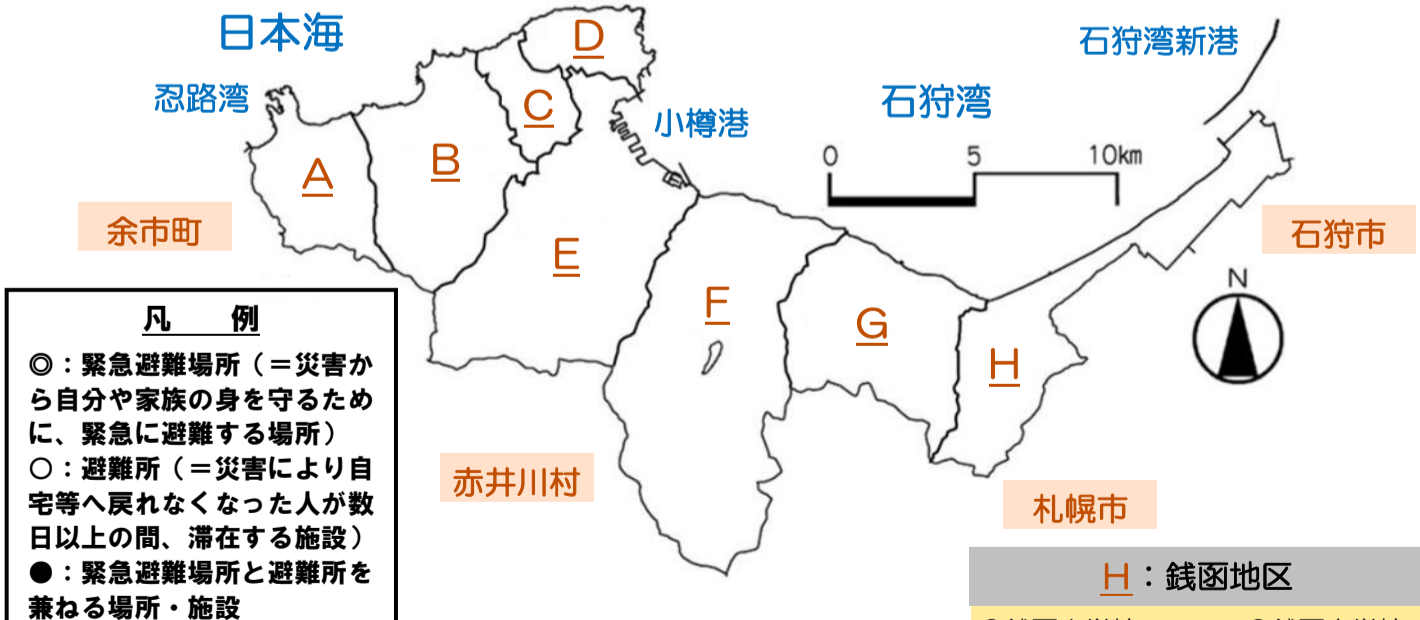 日本海
D
石狩湾新港
忍路湾
C
小樽港
石狩湾
B
A
0 5 10km
余市町
石狩市
E
N
F
G
H
凡 例
◎：緊急避難場所（＝災害か
ら自分や家族の身を守るため
に、緊急に避難する場所）
○：避難所（＝災害により自
宅等へ戻れなくなった人が数
日以上の間、滞在する施設）
●：緊急避難場所と避難所を
兼ねる場所・施設
赤井川村
札幌市
H：銭函地区